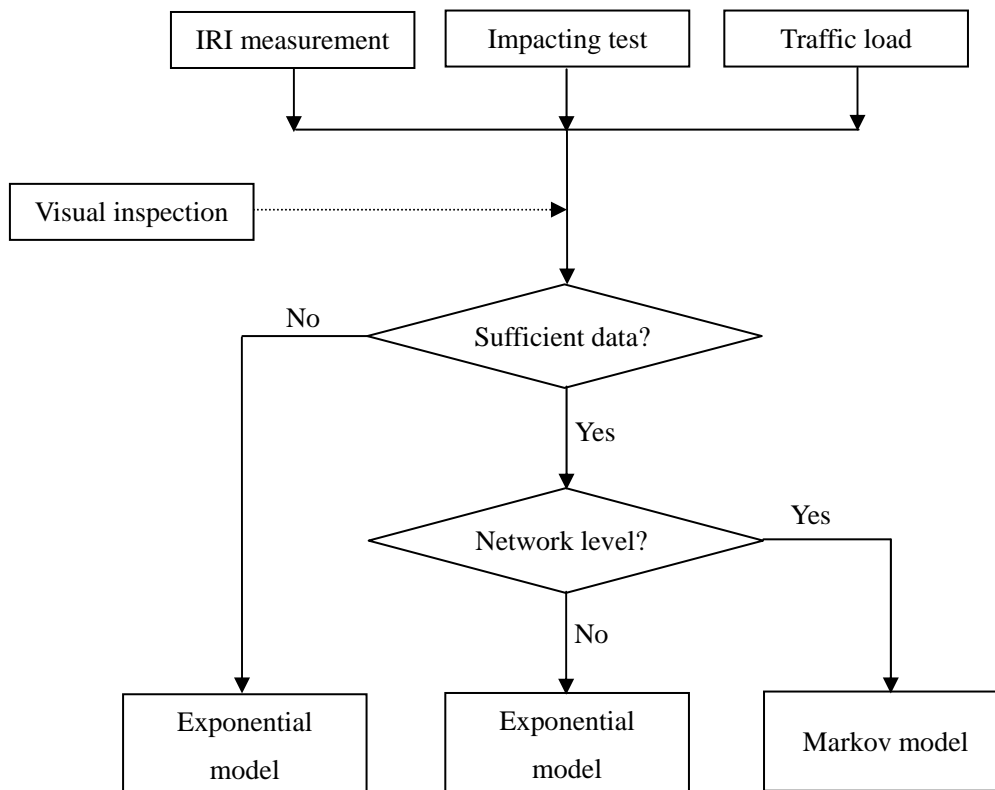 IRI measurement
Impacting test
Traffic load
Visual inspection
No
Sufficient data?
Yes
Yes
Network level?
No
Exponential
model
Exponential
model
Markov model